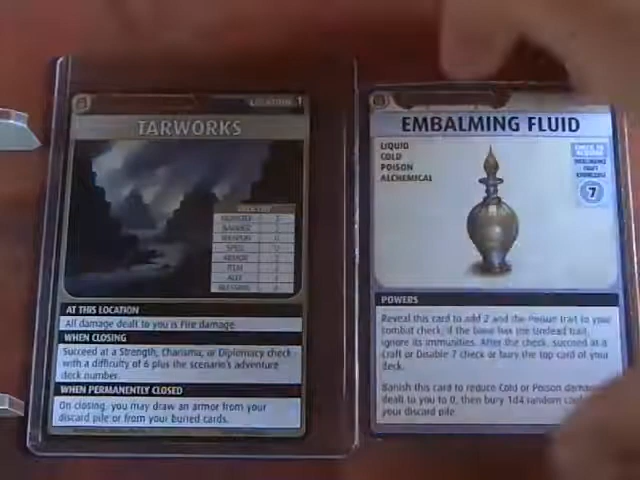 LOCATION 1
TARWORKS
WEAPON
SPELL
ARMOR
ITEM
ALLY
BLESSING
AT THIS LOCATION
All damage dealt to you is Fire damage.
WHEN CLOSING
Succeed at a Strength, Charisma, or Diplomacy check
with a difficulty of 6 plus the scenario's adventure
deck number.
WHEN PERMANENTLY CLOSED
On closing, you may draw an armor from your
discard pile or from your buried cards.
EMBALMING FLUID
LIQUID
COLD
POISON
ALCHEMICAL
CHECK TO
ACQUIRE
INTELLIGENCE
CRAFT
KNOWLEDGE
7
POWERS
Reveal this card to add 2 and the Poison trait to your
combat check; if the bane has the Undead trait,
ignore its immunities. After the check, succeed at a
Craft or Disable 7 check or bury the top card of your
deck.
Banish this card to reduce Cold or Poison damage
dealt to you to 0, then bury 1d4 random cards
your discard pile.